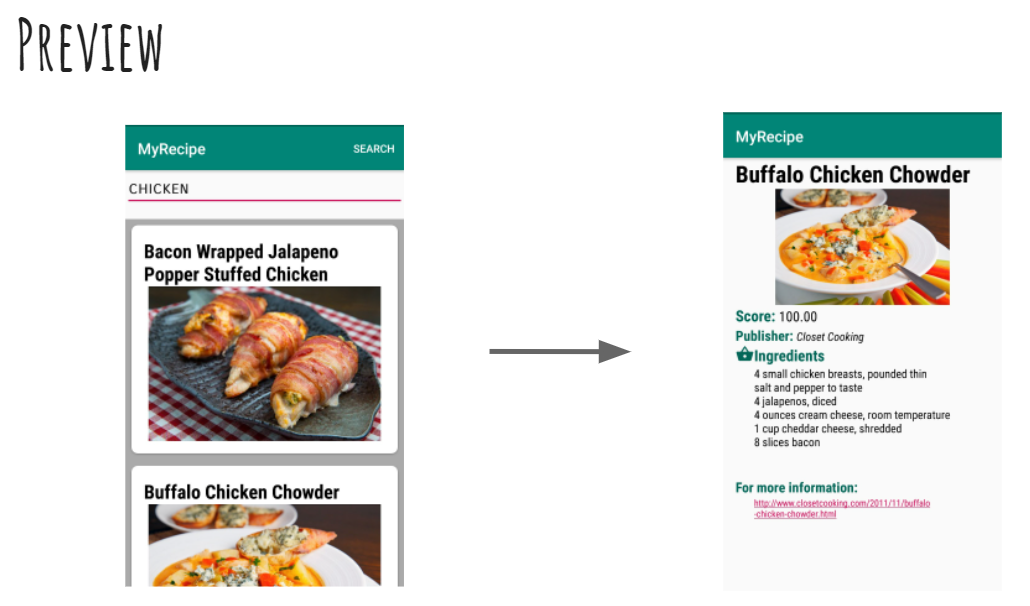 Preview
MyRecipe SEARCH
CHICKEN
Bacon Wrapped Jalapeno
Popper Stuffed Chicken
Buffalo Chicken Chowder
MyRecipe
Buffalo Chicken Chowder
Score: 100.00
Publisher: Closet Cooking
Ingredients
4 small chicken breasts, pounded thin
salt and pepper to taste
4 jalapenos, diced
4 ounces cream cheese, room temperature
1 cup cheddar cheese, shredded
8 slices bacon
For more information:
http://www.closetcooking.com/2011/11/buffalo
-chicken-chowder.html